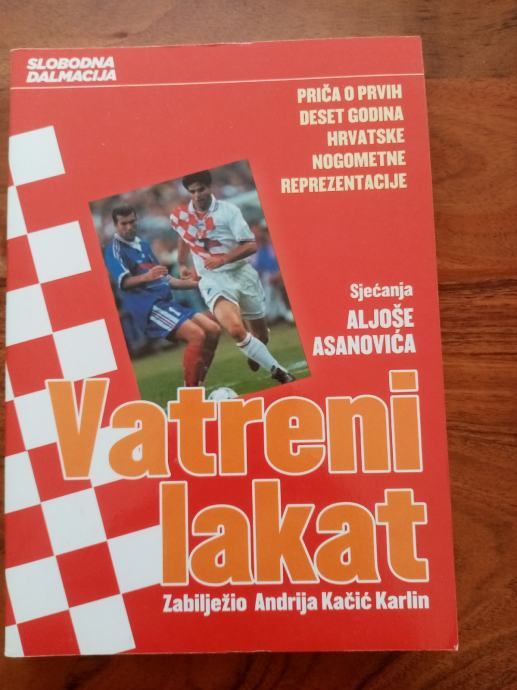 SLOBODNA
DALMACIJA
PRIČA O PRVIH
DESET GODINA
HRVATSKE
NOGOMETNE
REPREZENTACIJE
Sjećanja
ALJOŠE
ASANOVIĆA
Vatreni
lakat
Zabilježio Andrija Kačić Karlin